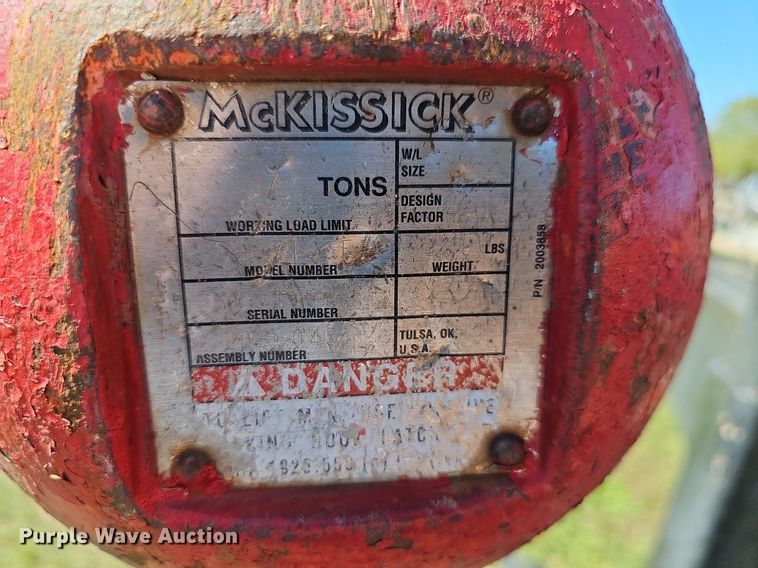 McKISSICK®
TONS
W/L SIZE
WORKING LOAD LIMIT
DESIGN FACTOR
MODEL NUMBER
LBS
WEIGHT
SERIAL NUMBER
ASSEMBLY NUMBER
TULSA, OK.
U.S.A.
P/N 2003858
DANGER
Purple Wave Auction